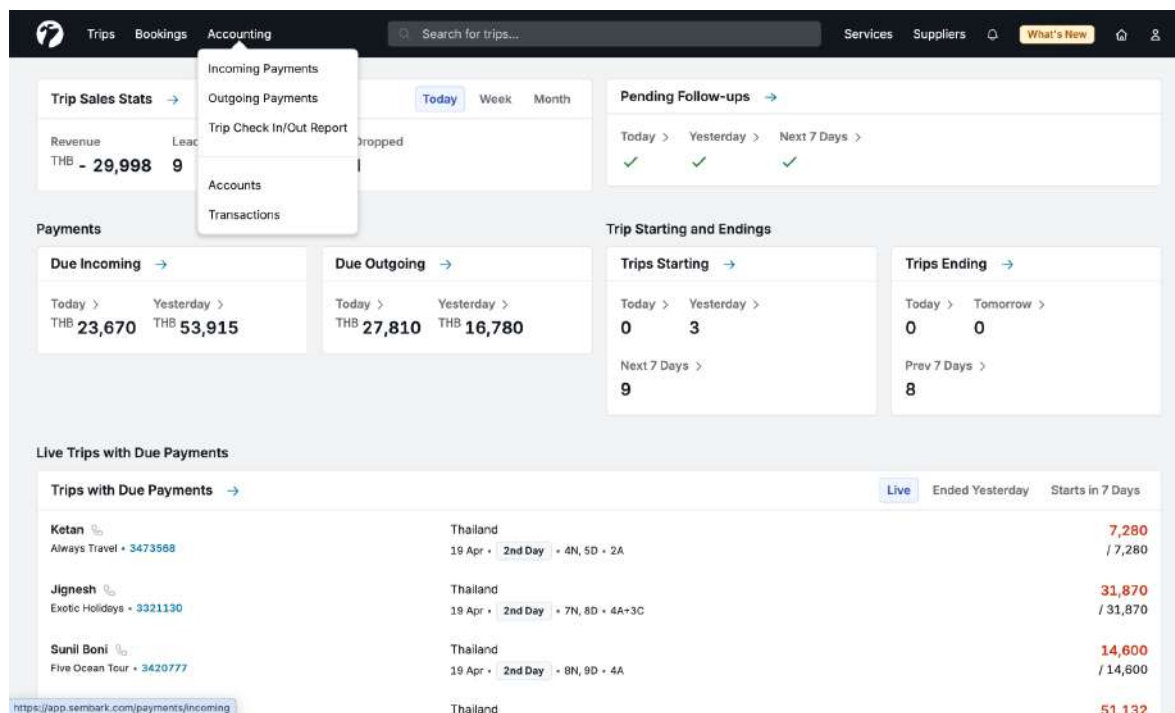 Trips Bookings Accounting Search for trips... Services Suppliers What's New
Incoming Payments
Outgoing Payments
Trip Check In/Out Report
Accounts
Transactions
Trip Sales Stats → Today Week Month
Revenue Dropped
THB - 29,998 9
Pending Follow-ups →
Today > Yesterday > Next 7 Days >
✓ ✓ ✓
Payments
Due Incoming →
Today > Yesterday >
THB 23,670 THB 53,915
Due Outgoing →
Today > Yesterday >
THB 27,810 THB 16,780
Trip Starting and Endings
Trips Starting →
Today > Yesterday >
0 3
Next 7 Days >
9
Trips Ending →
Today > Tomorrow >
0 0
Prev 7 Days >
8
Live Trips with Due Payments
Trips with Due Payments → Live Ended Yesterday Starts in 7 Days
Ketan Thailand 7,280
Always Travel • 3473568 19 Apr • 2nd Day • 4N, 5D • 2A / 7,280
Jignesh Thailand 31,870
Exotic Holidays • 3321130 19 Apr • 2nd Day • 7N, 8D • 4A+3C / 31,870
Sunil Boni Thailand 14,600
Five Ocean Tour • 3420777 19 Apr • 2nd Day • 8N, 9D • 4A / 14,600
Thailand 51,132
https://app.sembark.com/payments/incoming